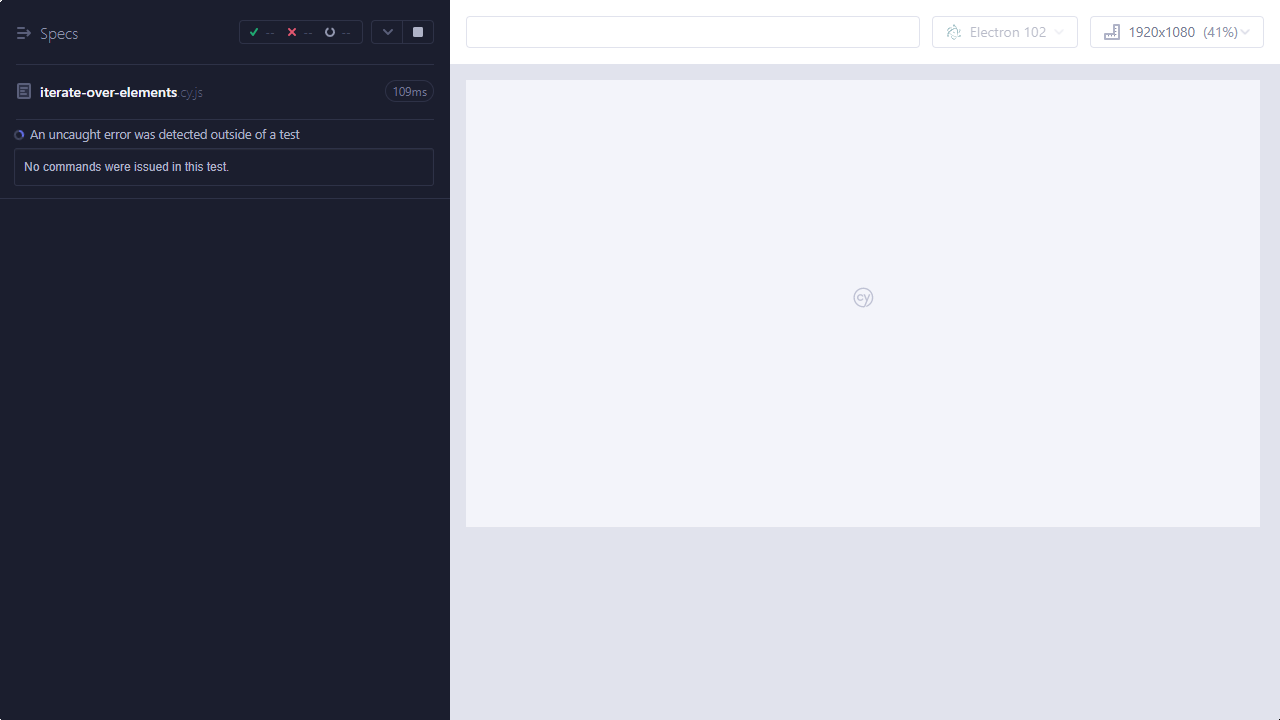 Specs
--
--
--
Electron 102
1920x1080 (41%)
iterate-over-elements.cy.js
109ms
An uncaught error was detected outside of a test
No commands were issued in this test.
cy